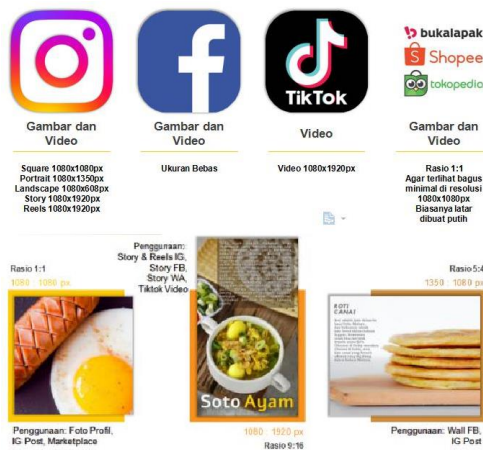 TikTok
bukalapak
Shopee
tokopedia
Gambar dan
Video
Gambar dan
Video
Video
Gambar dan
Video
Square 1080x1080px
Portrait 1080x1350px
Landscape 1080x608px
Story 1080x1920px
Reels 1080x1920px
Ukuran Bebas
Video 1080x1920px
Rasio 1:1
Agar terlihat bagus
minimal di resolusi
1080x1080px
Biasanya latar
dibuat putih
Rasio 1:1
1080 : 1080 px
Penggunaan: Foto Profil,
IG Post, Marketplace
Penggunaan:
Story & Reels IG,
Story FB,
Story WA,
Tiktok Video
Soto Ayam
1080 : 1920 px
Rasio 9:16
Rasio 5:4
1350 : 1080 px
ROTI
CANAI
Penggunaan: Wall FB,
IG Post